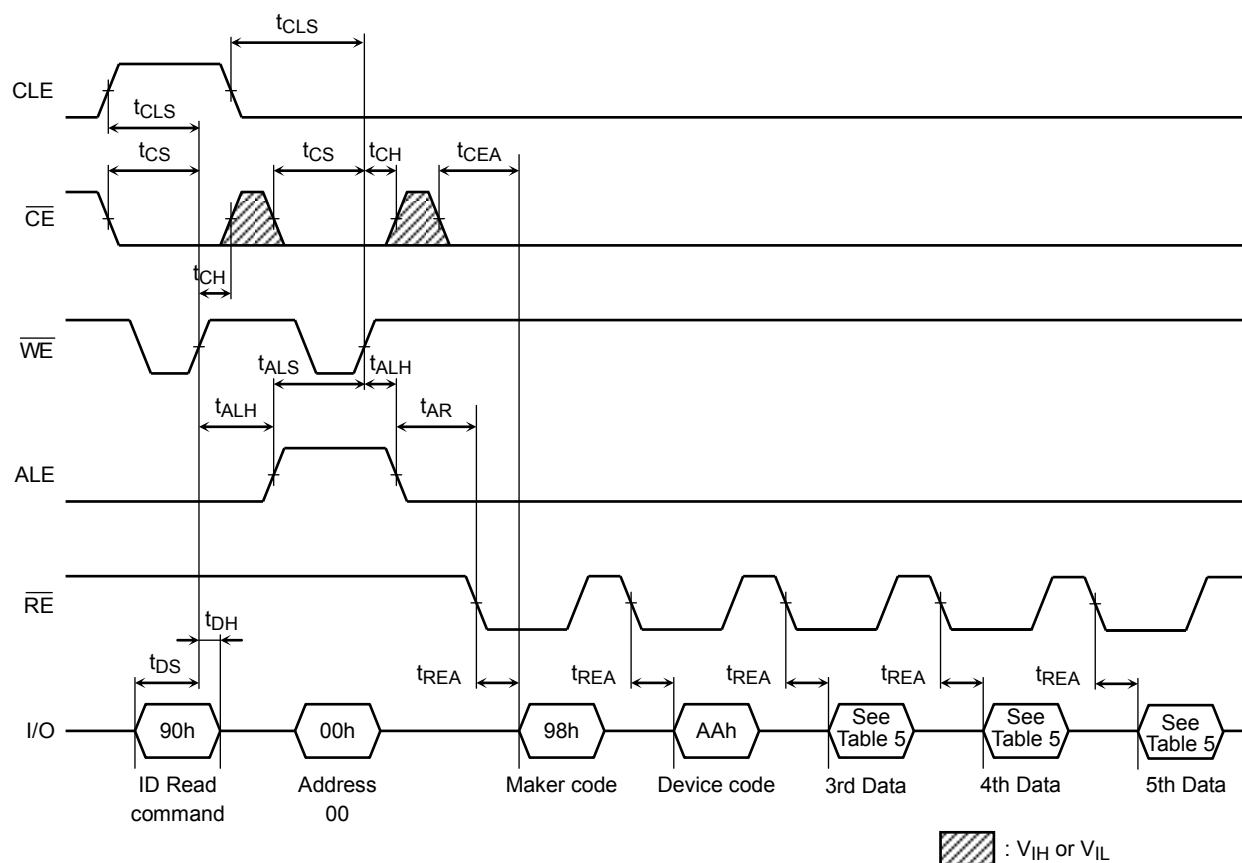 tCLS
CLE
tCLS
tCS
tCS
tCH
tCEA
CE
tCH
WE
tALS
tALH
tALH
tAR
ALE
RE
tDH
tDS
tREA
tREA
tREA
tREA
tREA
I/O
90h
00h
98h
AAh
See
Table 5
See
Table 5
See
Table 5
ID Read
command
Address
00
Maker code
Device code
3rd Data
4th Data
5th Data
: VIH or VIL